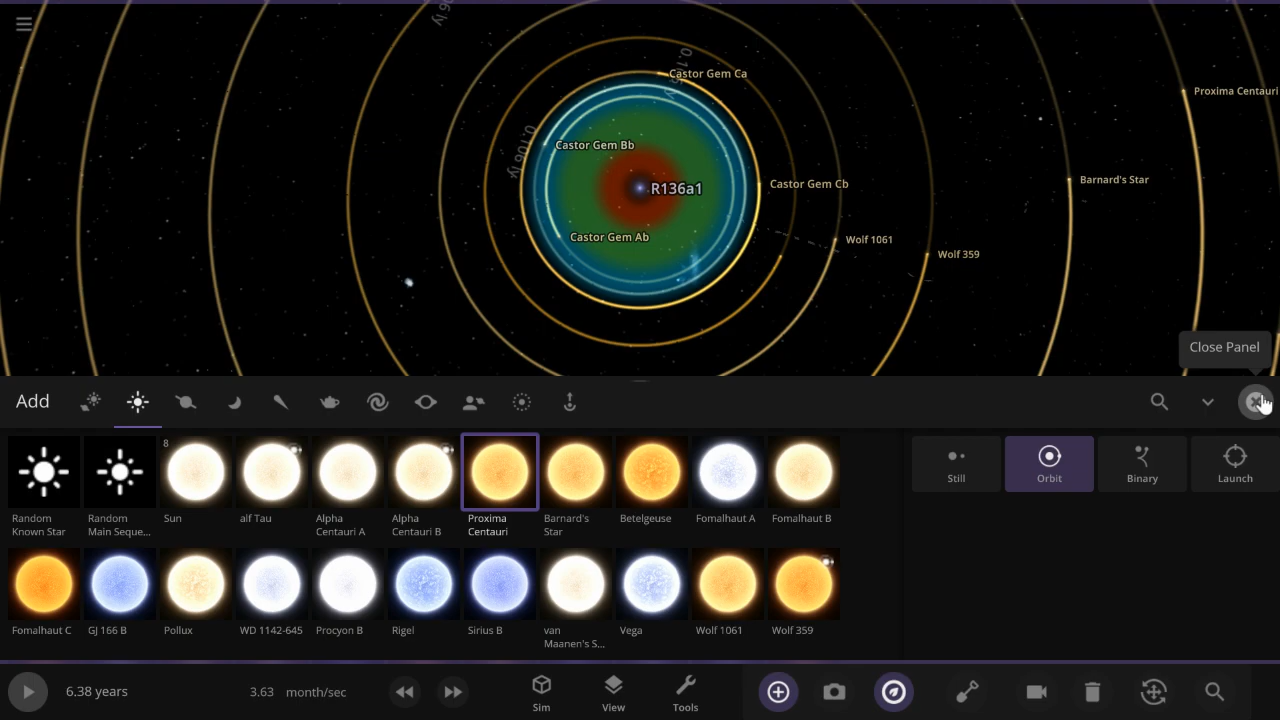 Castor Gem Ca
Proxima Centauri
Castor Gem Bb
0.106 ly
Barnard's Star
R136a1
Castor Gem Cb
Castor Gem Ab
Wolf 1061
Wolf 359
Close Panel
Add
8
Random
Known Star
Random
Main Seque...
Sun
alf Tau
Alpha
Centauri A
Alpha
Centauri B
Proxima
Centauri
Barnard's
Star
Betelgeuse
Fomalhaut A
Fomalhaut B
Still
Orbit
Binary
Launch
Fomalhaut C
GJ 166 B
Pollux
WD 1142-645
Procyon B
Rigel
Sirius B
van
Maanen's S...
Vega
Wolf 1061
Wolf 359
6.38 years
3.63 month/sec
Sim
View
Tools